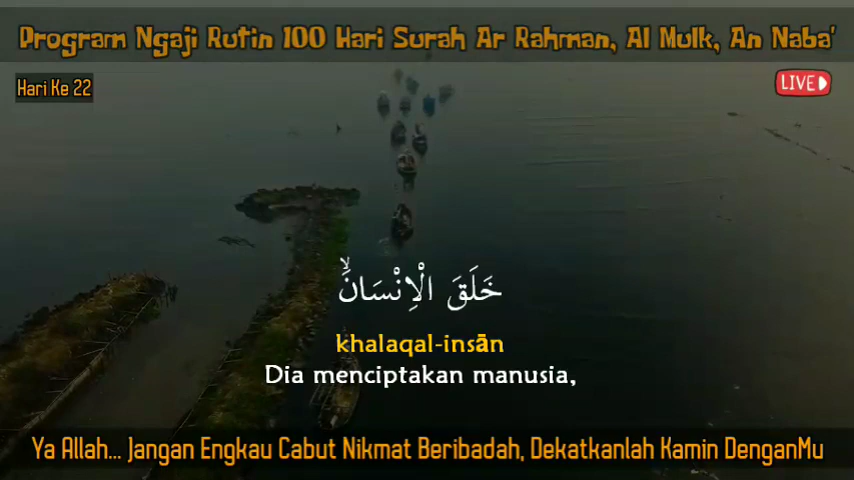 Program Ngaji Rutin 100 Hari Surah Ar Rahman, Al Mulk, An Naba'
Hari Ke 22
LIVE
خَلَقَ الْاِنْسَانَۙ
khalaqal-insān
Dia menciptakan manusia,
Ya Allah... Jangan Engkau Cabut Nikmat Beribadah, Dekatkanlah Kamin DenganMu